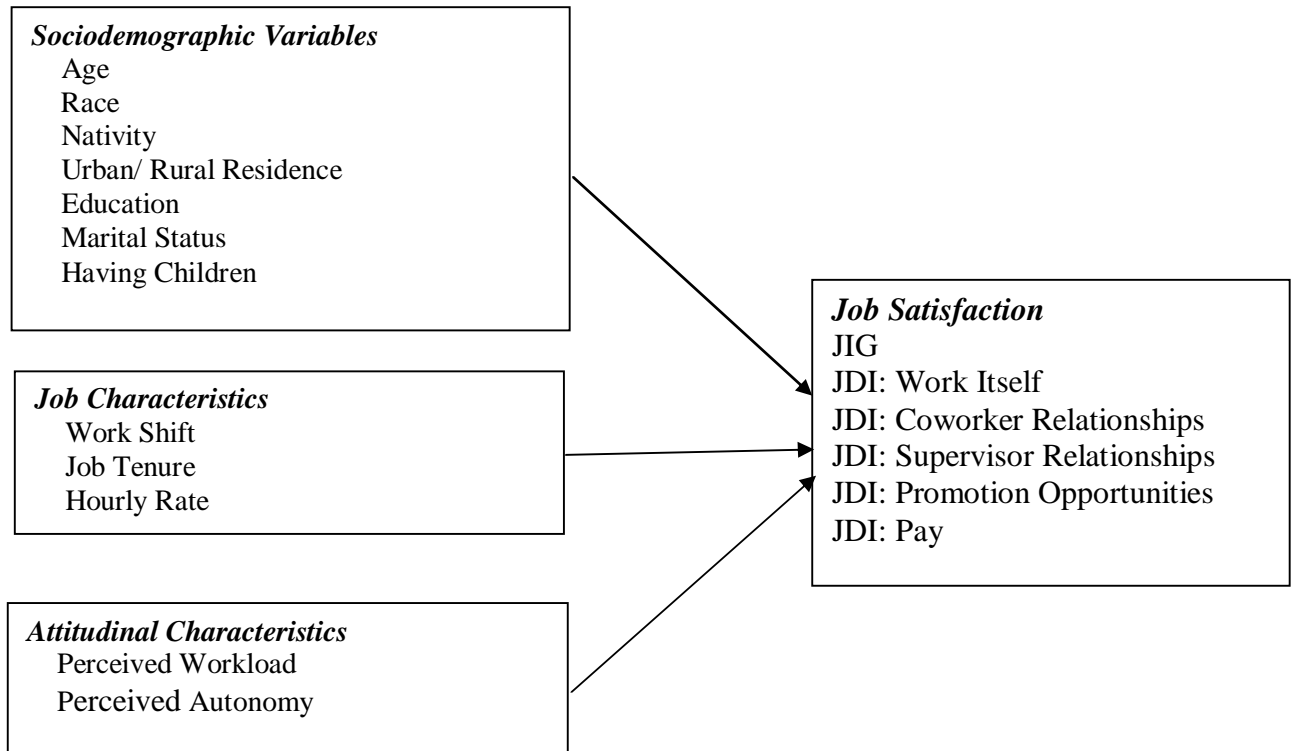 Sociodemographic Variables
Age
Race
Nativity
Urban/ Rural Residence
Education
Marital Status
Having Children
Job Characteristics
Work Shift
Job Tenure
Hourly Rate
Attitudinal Characteristics
Perceived Workload
Perceived Autonomy
Job Satisfaction
JIG
JDI: Work Itself
JDI: Coworker Relationships
JDI: Supervisor Relationships
JDI: Promotion Opportunities
JDI: Pay